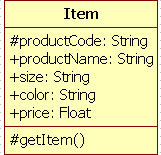 Item
#productCode: String
+productName: String
+size: String
+color: String
+price: Float
#getItem()